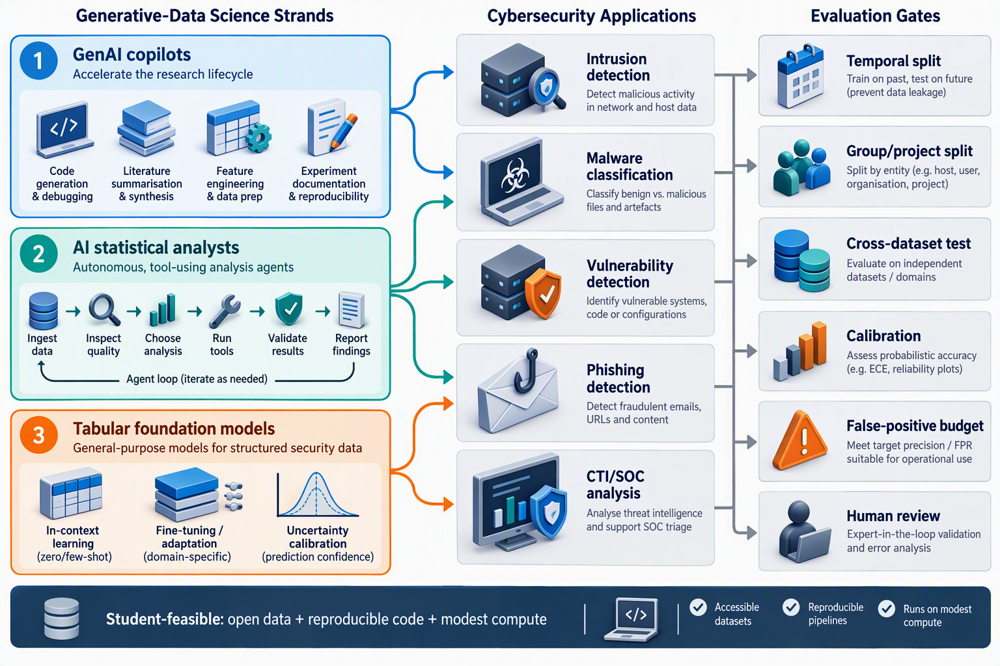 Generative-Data Science Strands
Cybersecurity Applications
Evaluation Gates
1
GenAI copilots
Accelerate the research lifecycle
</>
Code
generation
& debugging
Literature
summarisation
& synthesis
Feature
engineering
& data prep
Experiment
documentation
& reproducibility
2
AI statistical analysts
Autonomous, tool-using analysis agents
Ingest
data
Inspect
quality
Choose
analysis
Run
tools
Validate
results
Report
findings
Agent loop (iterate as needed)
3
Tabular foundation models
General-purpose models for structured security data
In-context
learning
(zero/few-shot)
Fine-tuning /
adaptation
(domain-specific)
Uncertainty
calibration
(prediction confidence)
Intrusion
detection
Detect malicious activity
in network and host data
Malware
classification
Classify benign vs. malicious
files and artefacts
Vulnerability
detection
Identify vulnerable systems,
code or configurations
Phishing
detection
Detect fraudulent emails,
URLs and content
CTI/SOC
analysis
Analyse threat intelligence
and support SOC triage
Temporal split
Train on past, test on future
(prevent data leakage)
Group/project split
Split by entity (e.g. host, user,
organisation, project)
Cross-dataset test
Evaluate on independent
datasets / domains
Calibration
Assess probabilistic accuracy
(e.g. ECE, reliability plots)
False-positive budget
Meet target precision / FPR
suitable for operational use
Human review
Expert-in-the-loop validation
and error analysis
Student-feasible: open data + reproducible code + modest compute
</>
Accessible
datasets
Reproducible
pipelines
Runs on modest
compute